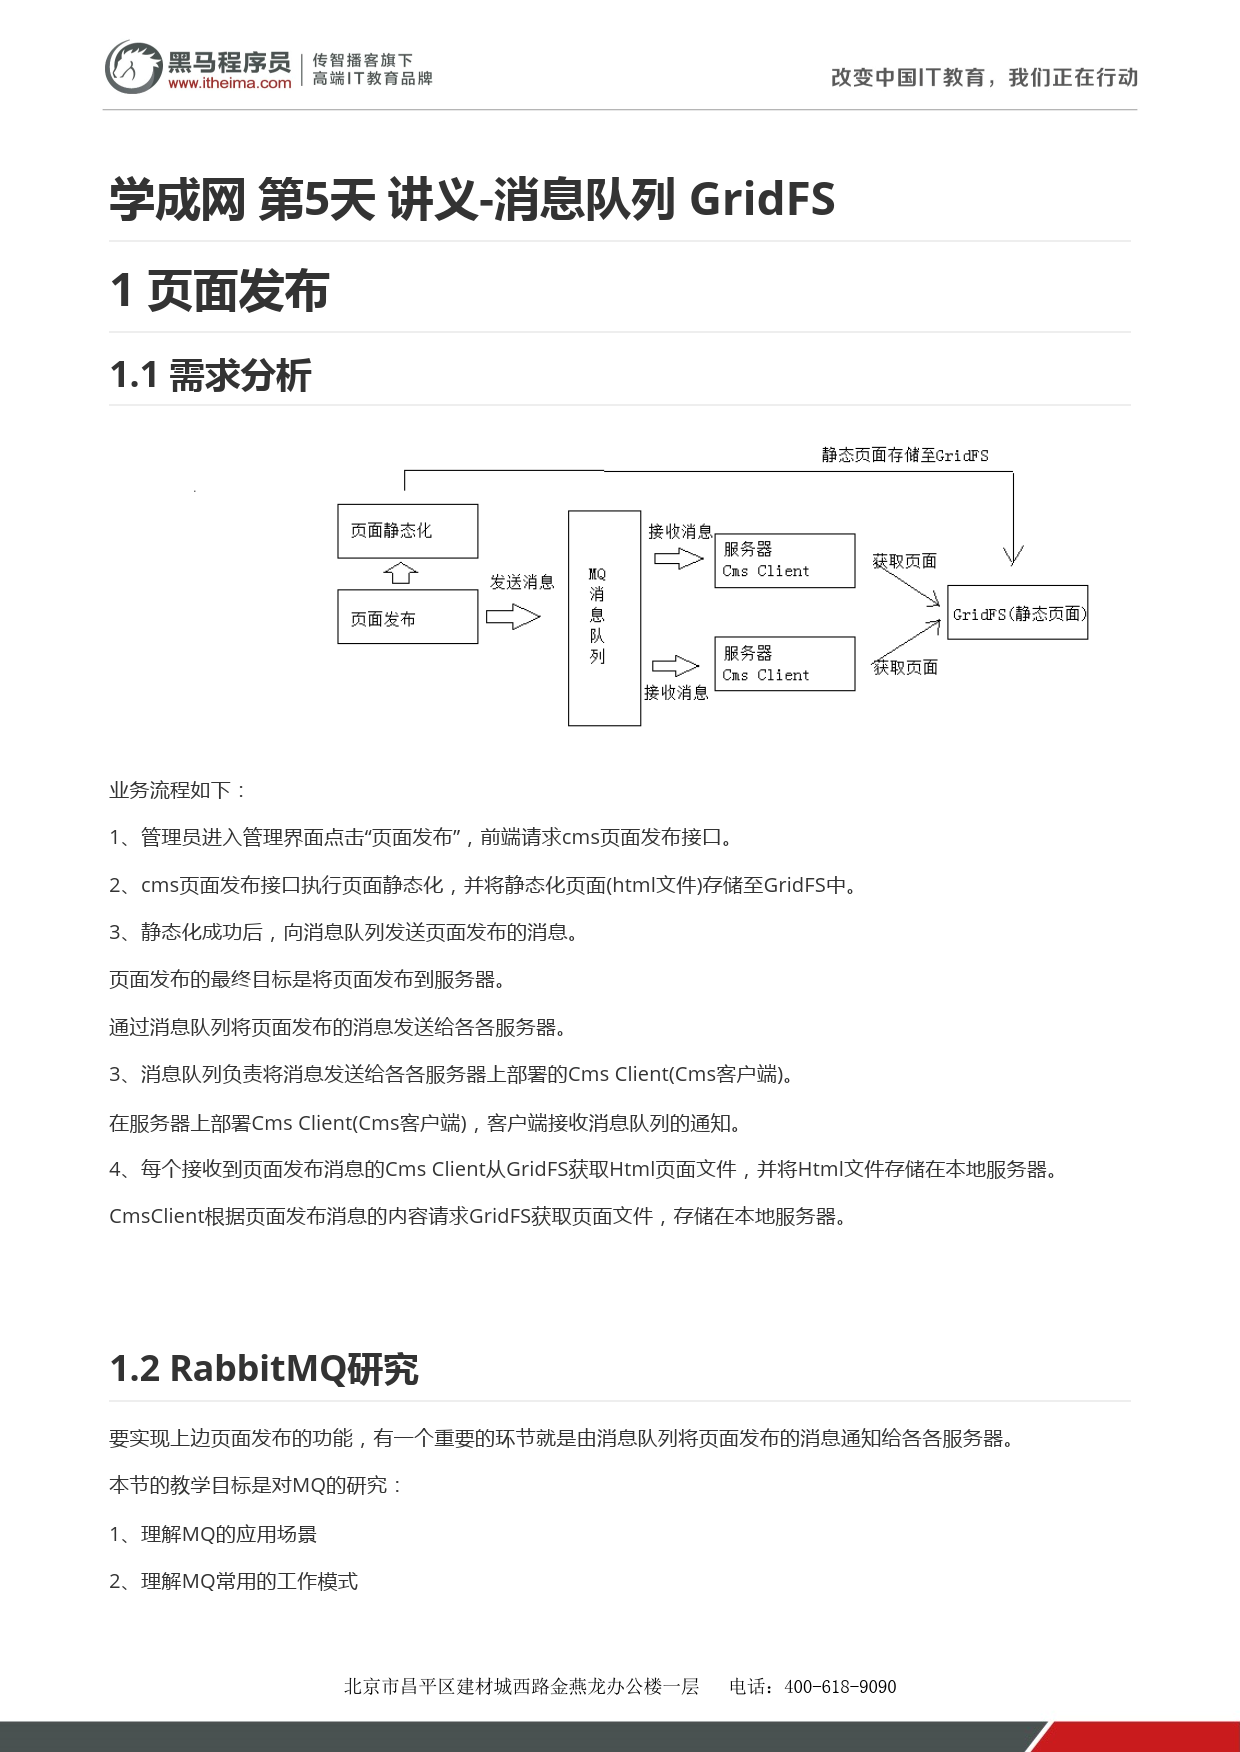 黑马程序员
www.itheima.com
传智播客旗下
高端IT教育品牌
改变中国IT教育，我们正在行动
学成网 第5天 讲义-消息队列 GridFS
1 页面发布
1.1 需求分析
静态页面存储至GridFS
页面静态化
页面发布
发送消息
MQ
消
息
队
列
接收消息
服务器
Cms Client
获取页面
GridFS(静态页面)
服务器
Cms Client
接收消息
获取页面
业务流程如下：
1、管理员进入管理界面点击“页面发布”，前端请求cms页面发布接口。
2、cms页面发布接口执行页面静态化，并将静态化页面(html文件)存储至GridFS中。
3、静态化成功后，向消息队列发送页面发布的消息。
页面发布的最终目标是将页面发布到服务器。
通过消息队列将页面发布的消息发送给各各服务器。
3、消息队列负责将消息发送给各各服务器上部署的Cms Client(Cms客户端)。
在服务器上部署Cms Client(Cms客户端)，客户端接收消息队列的通知。
4、每个接收到页面发布消息的Cms Client从GridFS获取Html页面文件，并将Html文件存储在本地服务器。
CmsClient根据页面发布消息的内容请求GridFS获取页面文件，存储在本地服务器。
1.2 RabbitMQ研究
要实现上边页面发布的功能，有一个重要的环节就是由消息队列将页面发布的消息通知给各各服务器。
本节的教学目标是对MQ的研究：
1、理解MQ的应用场景
2、理解MQ常用的工作模式
北京市昌平区建材城西路金燕龙办公楼一层 电话：400-618-9090